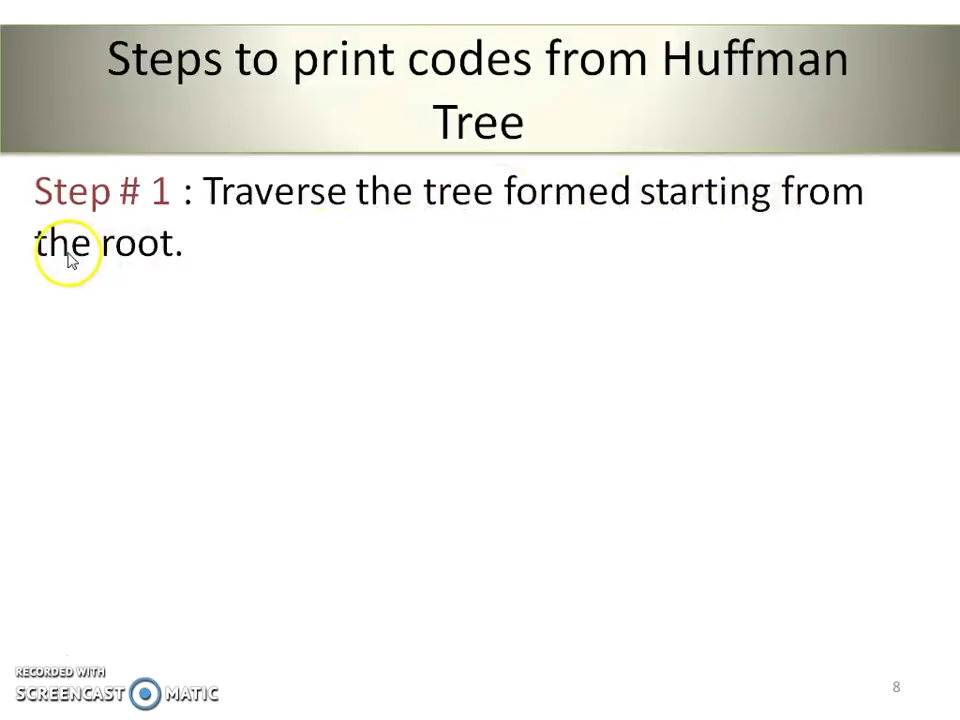 Steps to print codes from Huffman
Tree
Step # 1 : Traverse the tree formed starting from
the root.
RECORDED WITH
SCREENCAST MATIC
8